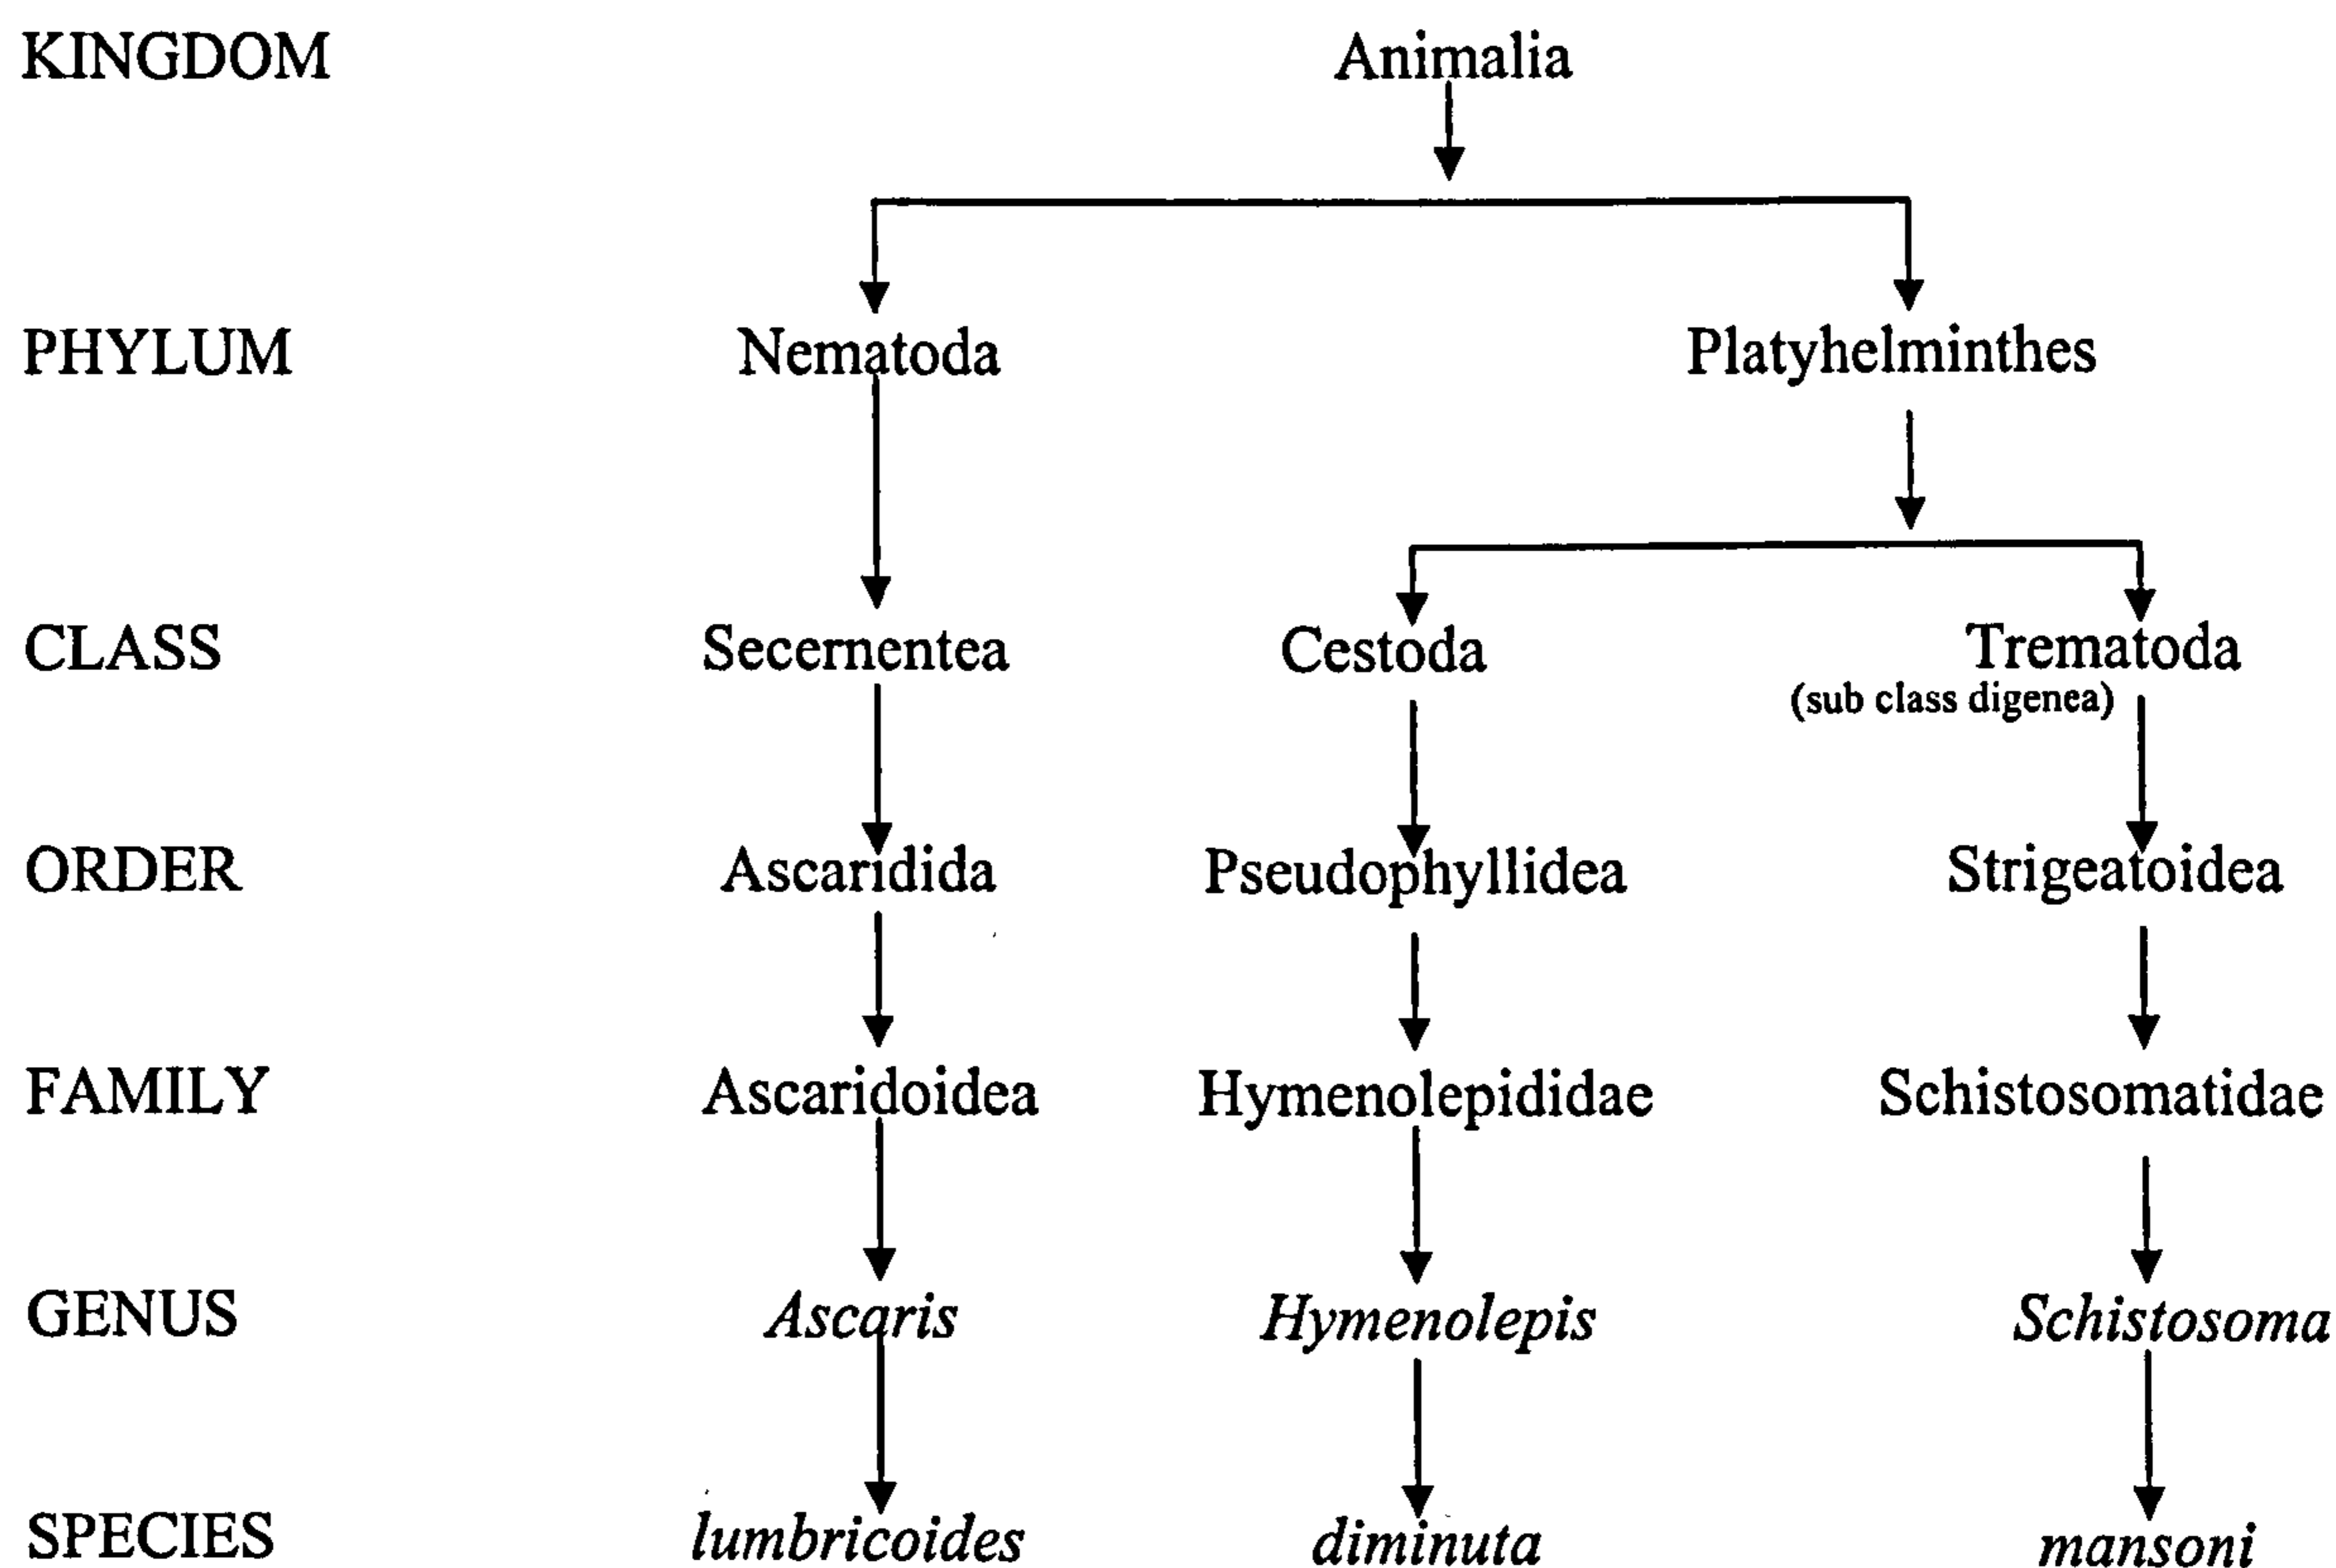 KINGDOM Animalia
PHYLUM Nematoda Platyhelminthes
CLASS Secernentea Cestoda Trematoda
(sub class digenea)
ORDER Ascaridida Pseudophyllidea Strigeatoidea
FAMILY Ascaridoidea Hymenolepididae Schistosomatidae
GENUS Ascaris Hymenolepis Schistosoma
SPECIES lumbricoides diminuta mansoni